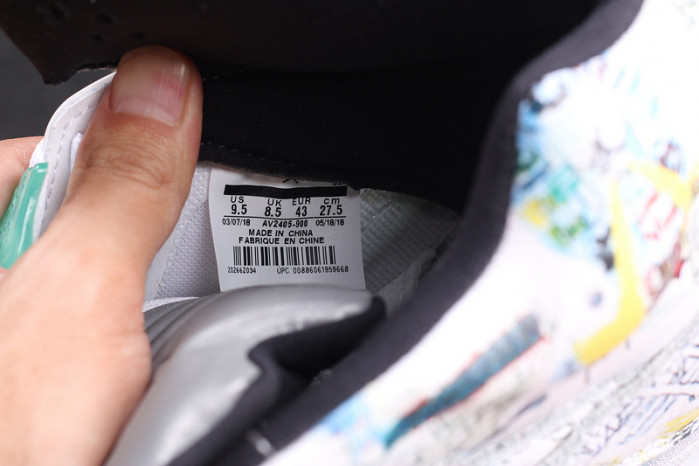 US UK EUR cm
9.5 8.5 43 27.5
03/07/18 AV2405-900 05/18/18
MADE IN CHINA
FABRIQUE EN CHINE
202662034 UPC 00886061959668